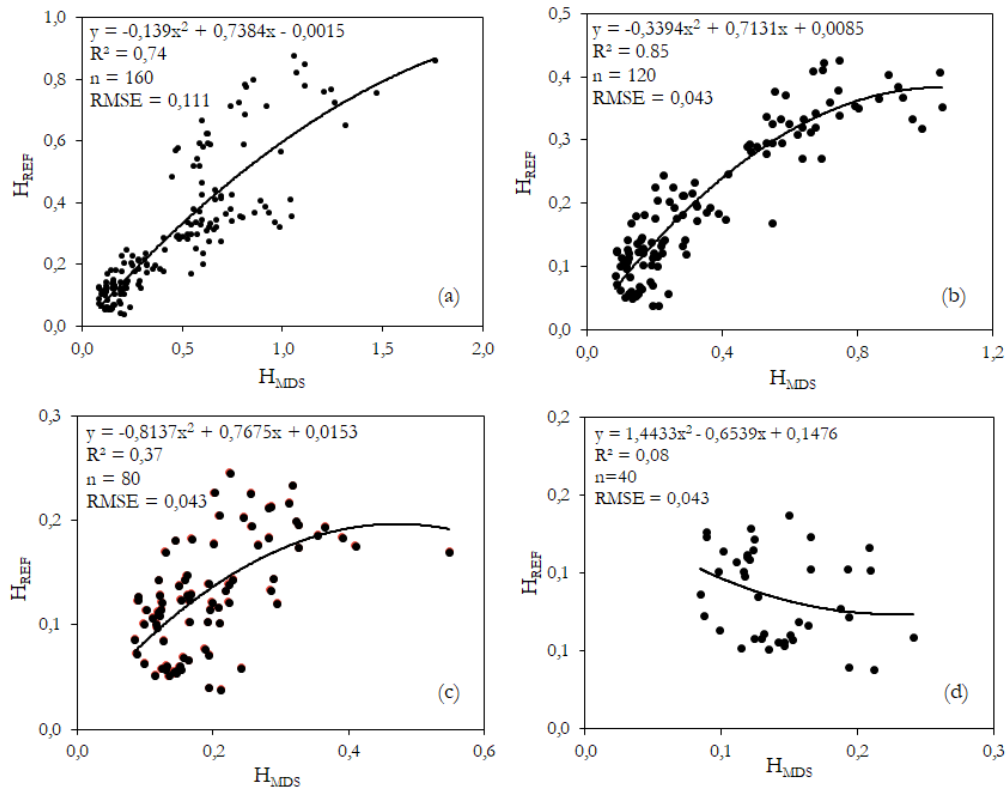 y = -0,139x² + 0,7384x - 0,0015
R² = 0,74
n = 160
RMSE = 0,111
1,0
0,8
0,6
0,4
0,2
0,0
H_REF
(a)
0,0 0,5 1,0 1,5 2,0
H_MDS
y = -0,3394x² + 0,7131x + 0,0085
R² = 0.85
n = 120
RMSE = 0,043
0,5
0,4
0,3
0,2
0,1
0,0
H_REF
(b)
0,0 0,4 0,8 1,2
H_MDS
y = -0,8137x² + 0,7675x + 0,0153
R² = 0,37
n = 80
RMSE = 0,043
0,3
0,2
0,1
0,0
H_REF
(c)
0,0 0,2 0,4 0,6
H_MDS
y = 1,4433x² - 0,6539x + 0,1476
R² = 0,08
n=40
RMSE = 0,043
0,2
0,2
0,1
0,1
0,0
H_REF
(d)
0,0 0,1 0,2 0,3
H_MDS